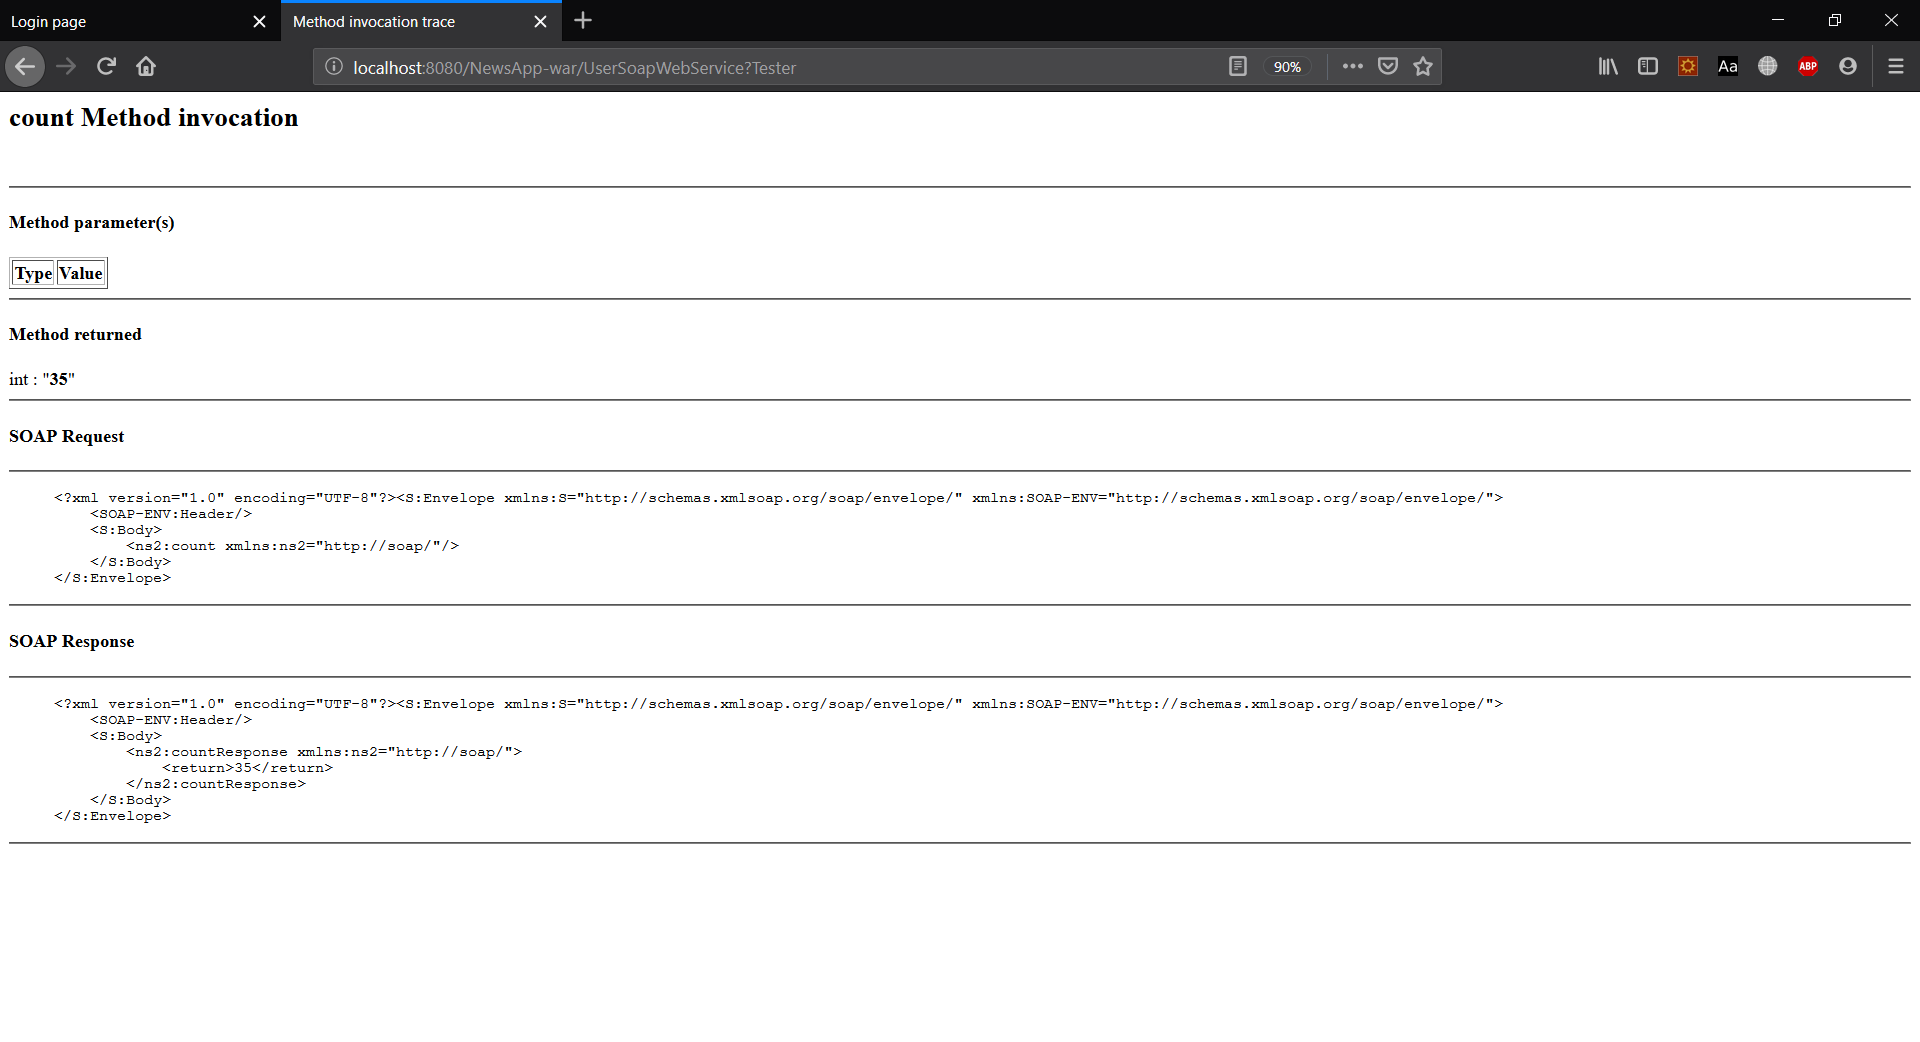 Login page
Method invocation trace
localhost:8080/NewsApp-war/UserSoapWebService?Tester
90%
Aa
ABP
count Method invocation
Method parameter(s)
Type Value
Method returned
int : "35"
SOAP Request
<?xml version="1.0" encoding="UTF-8"?><S:Envelope xmlns:S="http://schemas.xmlsoap.org/soap/envelope/" xmlns:SOAP-ENV="http://schemas.xmlsoap.org/soap/envelope/">
<SOAP-ENV:Header/>
<S:Body>
<ns2:count xmlns:ns2="http://soap/"/>
</S:Body>
</S:Envelope>
SOAP Response
<?xml version="1.0" encoding="UTF-8"?><S:Envelope xmlns:S="http://schemas.xmlsoap.org/soap/envelope/" xmlns:SOAP-ENV="http://schemas.xmlsoap.org/soap/envelope/">
<SOAP-ENV:Header/>
<S:Body>
<ns2:countResponse xmlns:ns2="http://soap/">
<return>35</return>
</ns2:countResponse>
</S:Body>
</S:Envelope>